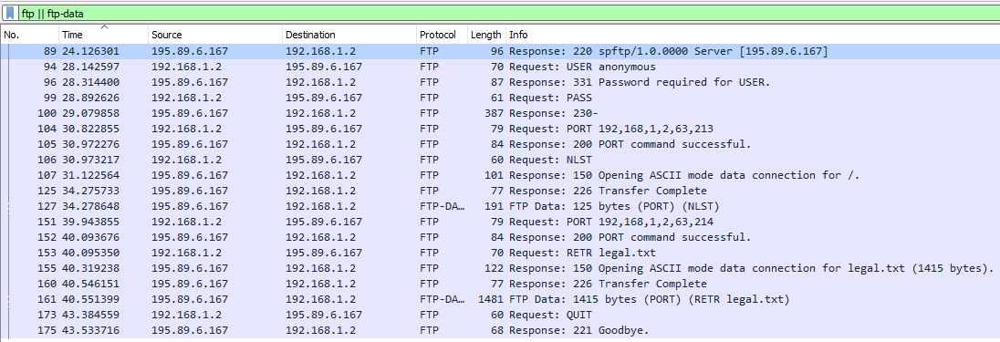 ftp || ftp-data
No. Time Source Destination Protocol Length Info
89 24.126301 195.89.6.167 192.168.1.2 FTP 96 Response: 220 spftp/1.0.0000 Server [195.89.6.167]
94 28.142597 192.168.1.2 195.89.6.167 FTP 70 Request: USER anonymous
96 28.314400 195.89.6.167 192.168.1.2 FTP 87 Response: 331 Password required for USER.
99 28.892626 192.168.1.2 195.89.6.167 FTP 61 Request: PASS
100 29.079858 195.89.6.167 192.168.1.2 FTP 387 Response: 230-
104 30.822855 192.168.1.2 195.89.6.167 FTP 79 Request: PORT 192,168,1,2,63,213
105 30.972276 195.89.6.167 192.168.1.2 FTP 84 Response: 200 PORT command successful.
106 30.973217 192.168.1.2 195.89.6.167 FTP 60 Request: NLST
107 31.122564 195.89.6.167 192.168.1.2 FTP 101 Response: 150 Opening ASCII mode data connection for /.
125 34.275733 195.89.6.167 192.168.1.2 FTP 77 Response: 226 Transfer Complete
127 34.278648 195.89.6.167 192.168.1.2 FTP-DA… 191 FTP Data: 125 bytes (PORT) (NLST)
151 39.943855 192.168.1.2 195.89.6.167 FTP 79 Request: PORT 192,168,1,2,63,214
152 40.093676 195.89.6.167 192.168.1.2 FTP 84 Response: 200 PORT command successful.
153 40.095350 192.168.1.2 195.89.6.167 FTP 70 Request: RETR legal.txt
155 40.319238 195.89.6.167 192.168.1.2 FTP 122 Response: 150 Opening ASCII mode data connection for legal.txt (1415 bytes).
160 40.546151 195.89.6.167 192.168.1.2 FTP 77 Response: 226 Transfer Complete
161 40.551399 195.89.6.167 192.168.1.2 FTP-DA… 1481 FTP Data: 1415 bytes (PORT) (RETR legal.txt)
173 43.384559 192.168.1.2 195.89.6.167 FTP 60 Request: QUIT
175 43.533716 195.89.6.167 192.168.1.2 FTP 68 Response: 221 Goodbye.